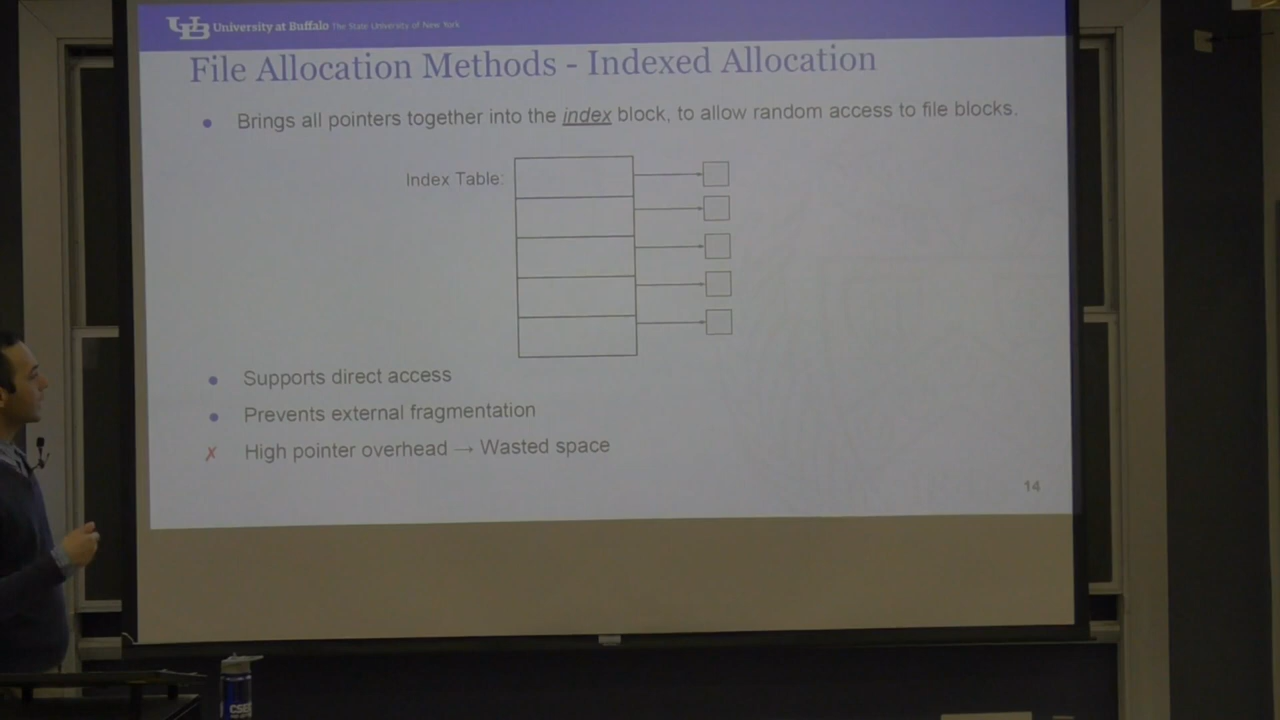 University at Buffalo The State University of New York
File Allocation Methods - Indexed Allocation
Brings all pointers together into the index block, to allow random access to file blocks.
Index Table:
Supports direct access
Prevents external fragmentation
✗ High pointer overhead → Wasted space
14
CSE